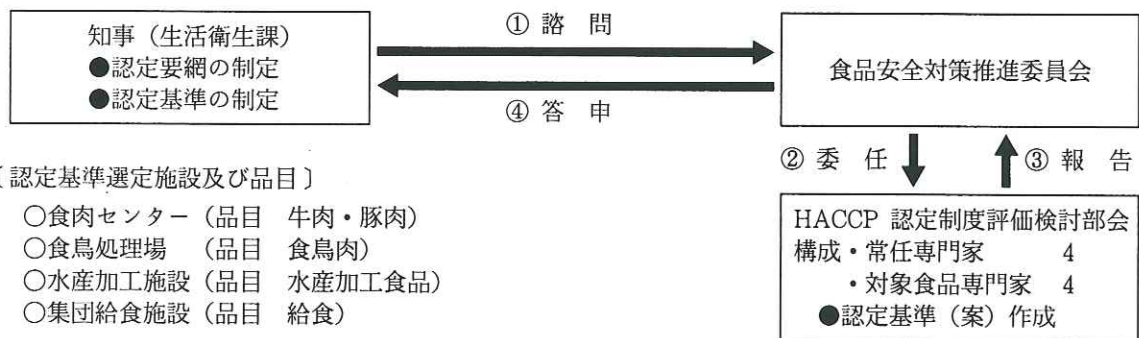 知事（生活衛生課）
●認定要網の制定
●認定基準の制定
① 諮　問
④ 答　申
食品安全対策推進委員会
② 委　任
③ 報　告
〔認定基準選定施設及び品目〕
○食肉センター（品目　牛肉・豚肉）
○食鳥処理場　（品目　食鳥肉）
○水産加工施設（品目　水産加工食品）
○集団給食施設（品目　給食）
HACCP 認定制度評価検討部会
構成・常任専門家　4
・対象食品専門家　4
●認定基準（案）作成